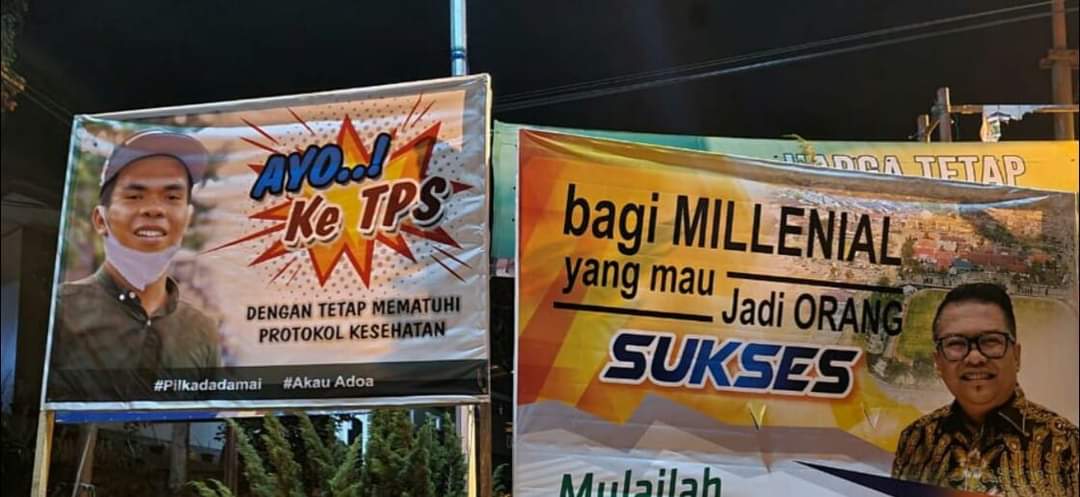 AYO..!
Ke TPS
DENGAN TETAP MEMATUHI
PROTOKOL KESEHATAN
#Pilkadadamai #Akau Adoa
WARGA TETAP
bagi MILLENIAL
yang mau
Jadi ORANG
SUKSES
Mulailah